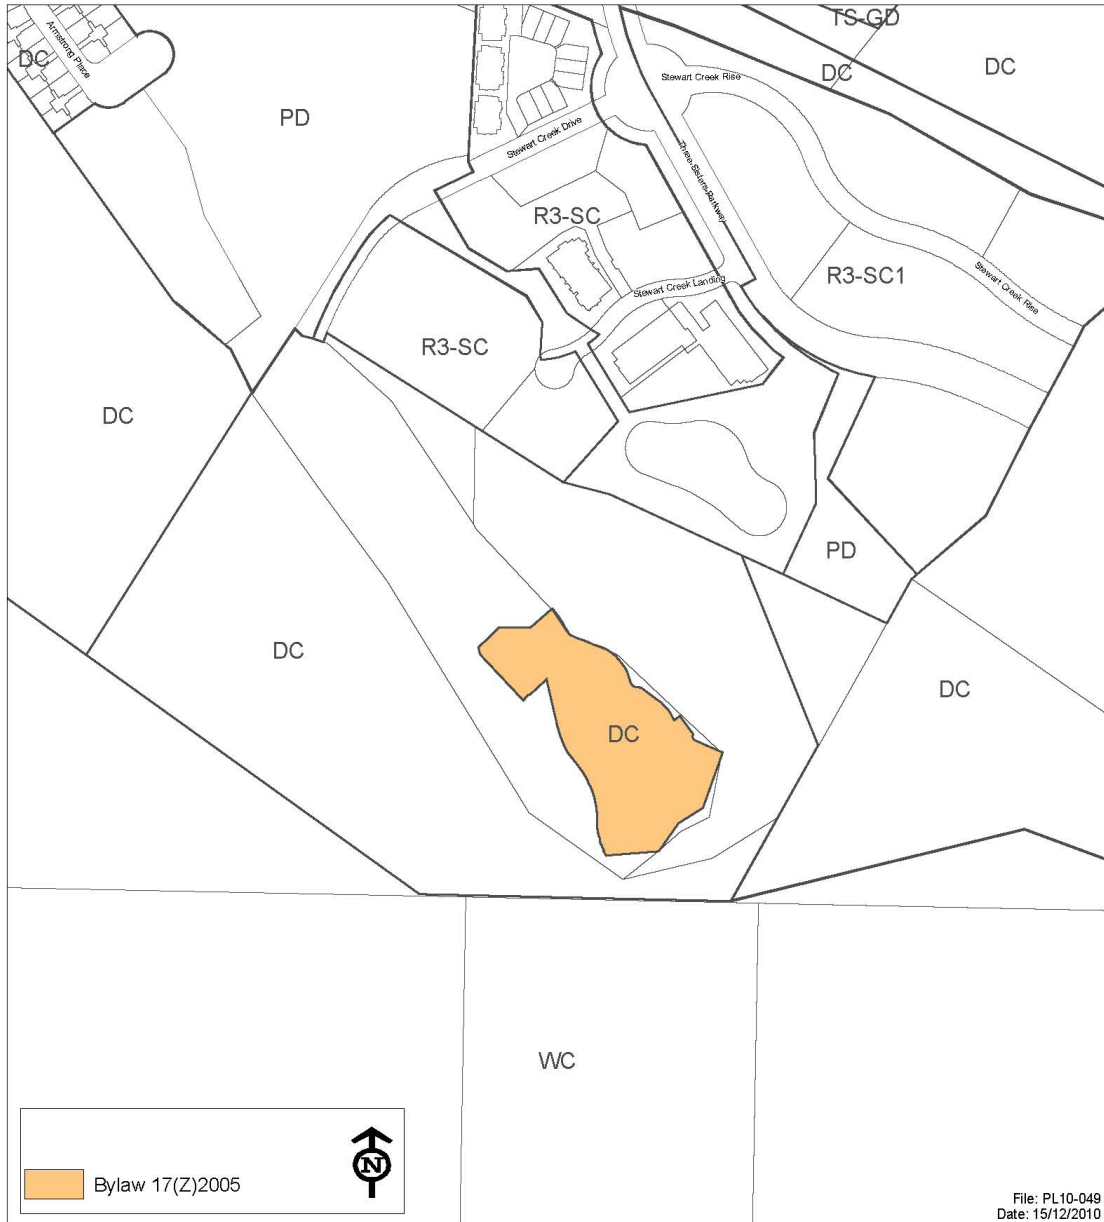 TS-GD
Armstrong Place
DC
Stewart Creek Rise
DC
DC
PD
Stewart Creek Drive
Three Sisters Parkway
R3-SC
Stewart Creek Rise
R3-SC1
Stewart Creek Landing
R3-SC
DC
PD
DC
DC
DC
WC
N
Bylaw 17(Z)2005
File: PL10-049
Date: 15/12/2010